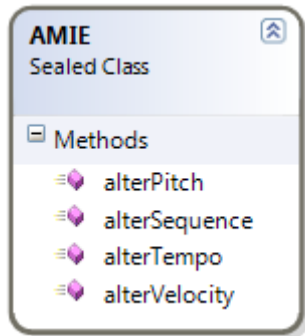 AMIE
Sealed Class
Methods
alterPitch
alterSequence
alterTempo
alterVelocity